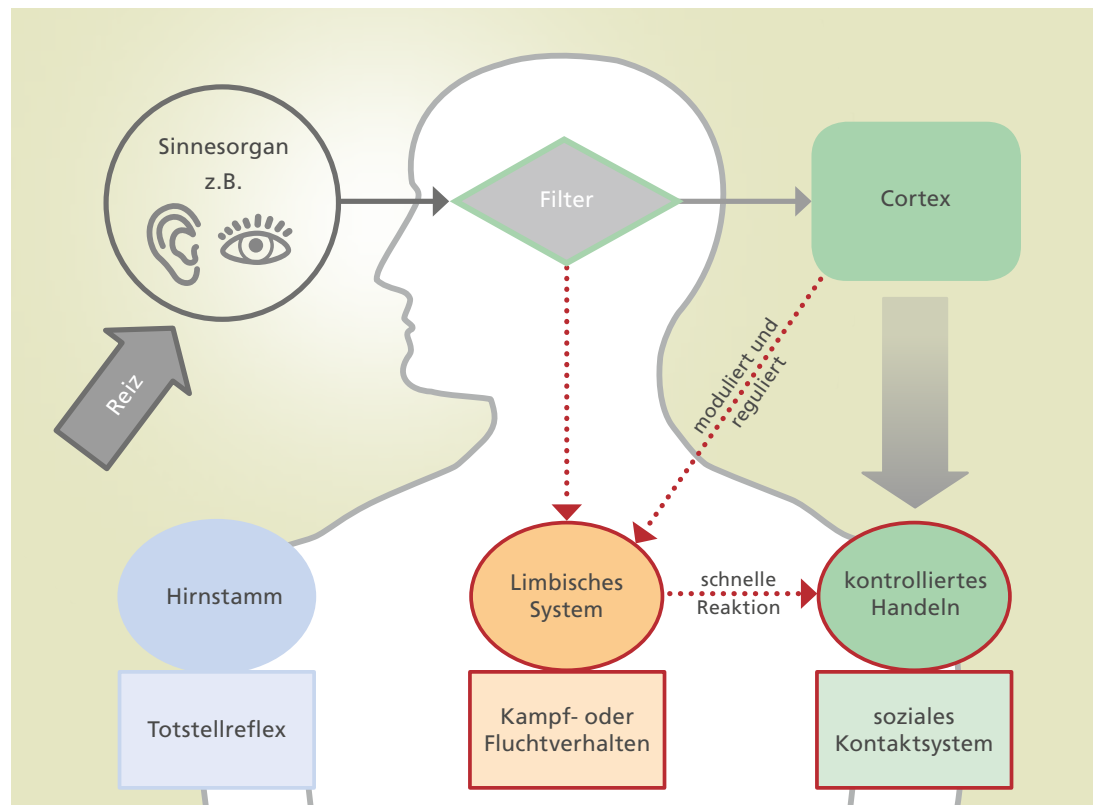 Sinnesorgan
z.B.
Reiz
Filter
Cortex
moduliert und
reguliert
Hirnstamm
Limbisches
System
schnelle
Reaktion
kontrolliertes
Handeln
Totstellreflex
Kampf- oder
Fluchtverhalten
soziales
Kontaktsystem